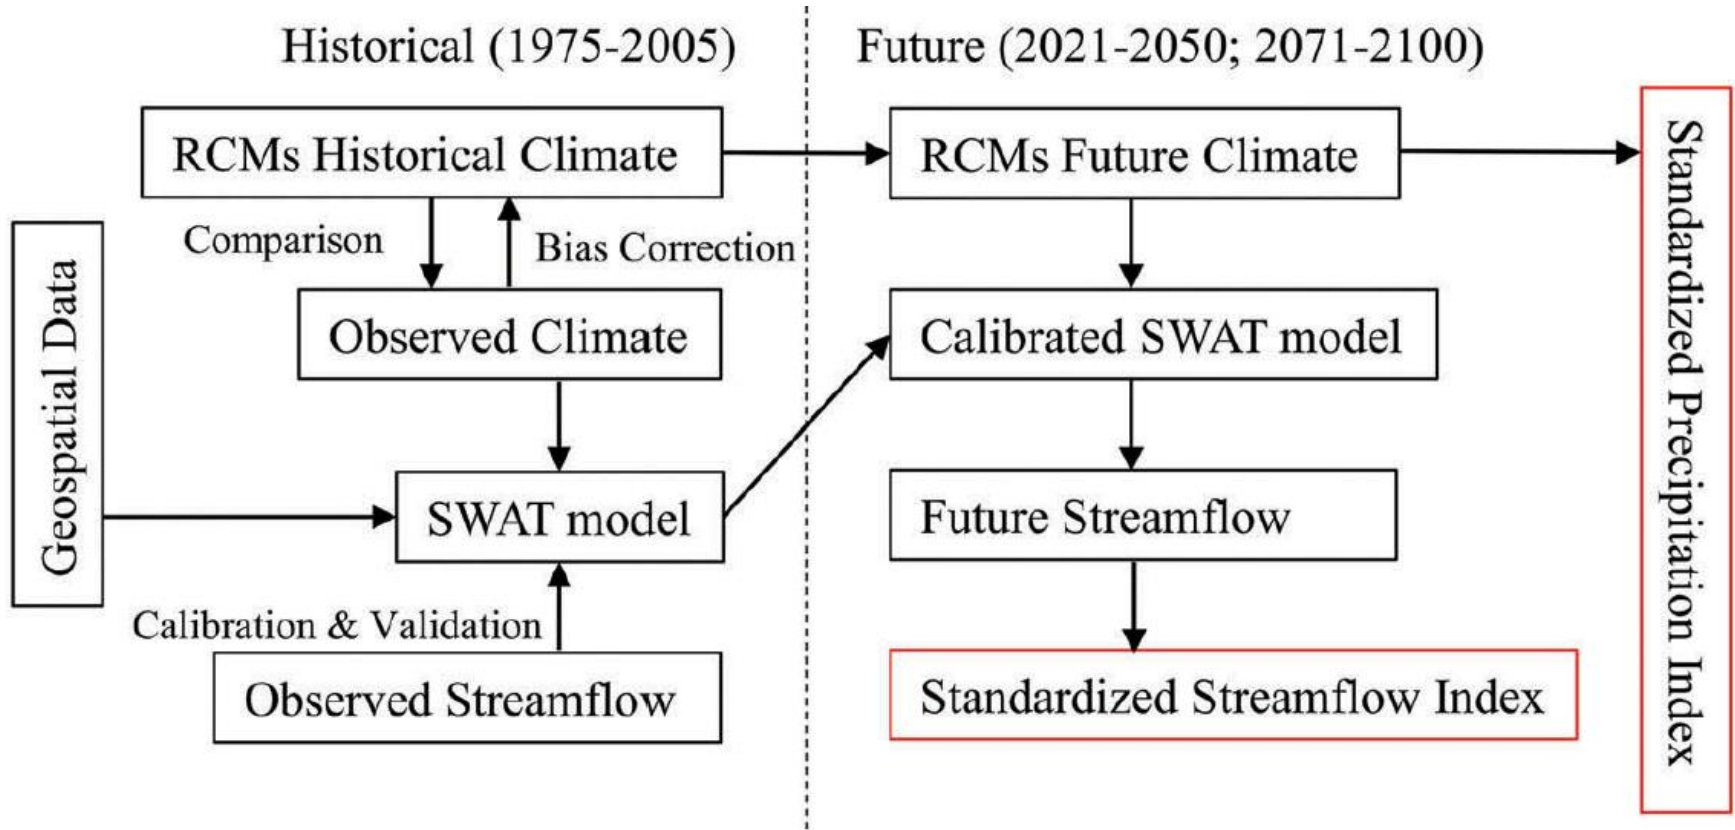 Historical (1975-2005)
Future (2021-2050; 2071-2100)
RCMs Historical Climate
RCMs Future Climate
Comparison
Bias Correction
Observed Climate
Calibrated SWAT model
Geospatial Data
SWAT model
Future Streamflow
Calibration & Validation
Observed Streamflow
Standardized Streamflow Index
Standardized Precipitation Index